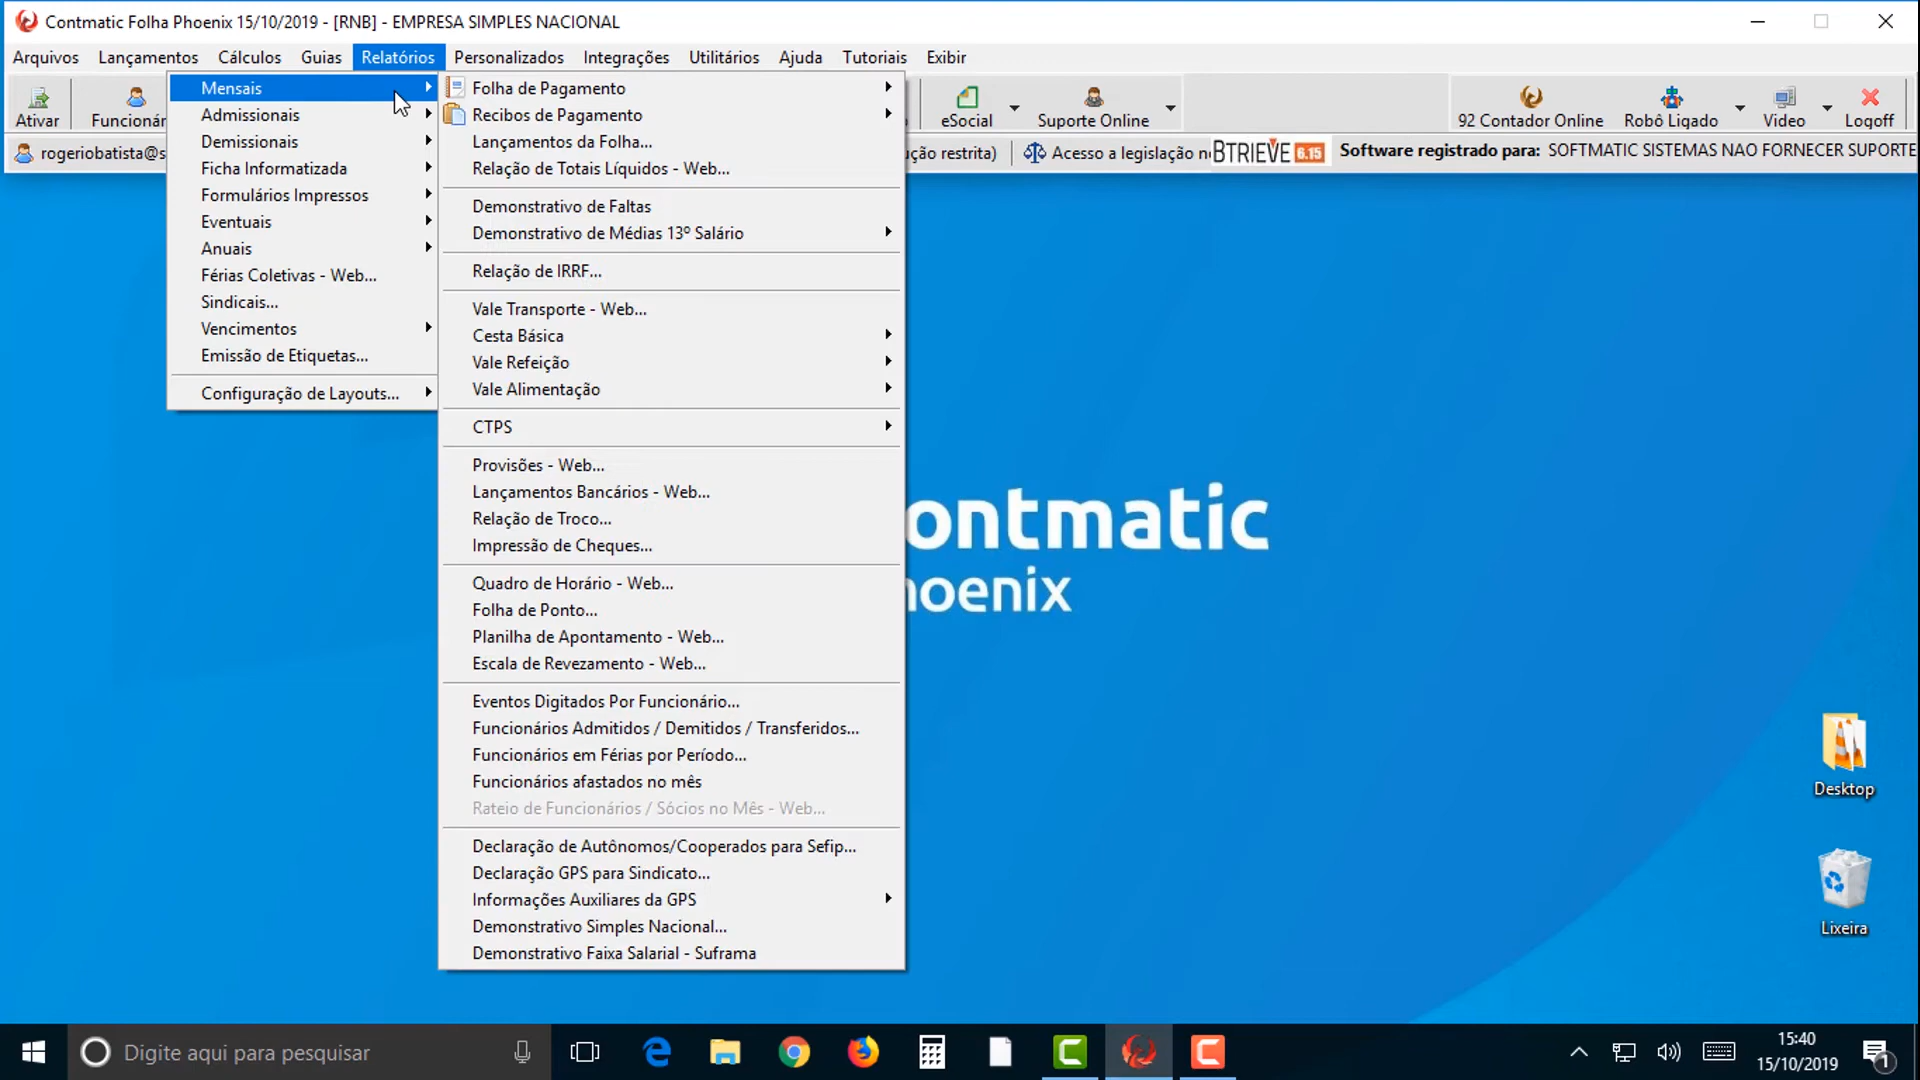 Contmatic Folha Phoenix 15/10/2019 - [RNB] - EMPRESA SIMPLES NACIONAL
Arquivos Lançamentos Cálculos Guias Relatórios Personalizados Integrações Utilitários Ajuda Tutoriais Exibir
Ativar Funcionár eSocial Suporte Online 92 Contador Online Robô Ligado Video Logoff
rogeriobatista@s ução restrita) Acesso a legislação n BTRIEVE 6.15 Software registrado para: SOFTMATIC SISTEMAS NAO FORNECER SUPORTE
Mensais
Admissionais
Demissionais
Ficha Informatizada
Formulários Impressos
Eventuais
Anuais
Férias Coletivas - Web...
Sindicais...
Vencimentos
Emissão de Etiquetas...
Configuração de Layouts...
Folha de Pagamento
Recibos de Pagamento
Lançamentos da Folha...
Relação de Totais Líquidos - Web...
Demonstrativo de Faltas
Demonstrativo de Médias 13º Salário
Relação de IRRF...
Vale Transporte - Web...
Cesta Básica
Vale Refeição
Vale Alimentação
CTPS
Provisões - Web...
Lançamentos Bancários - Web...
Relação de Troco...
Impressão de Cheques...
Quadro de Horário - Web...
Folha de Ponto...
Planilha de Apontamento - Web...
Escala de Revezamento - Web...
Eventos Digitados Por Funcionário...
Funcionários Admitidos / Demitidos / Transferidos...
Funcionários em Férias por Período...
Funcionários afastados no mês
Rateio de Funcionários / Sócios no Mês - Web...
Declaração de Autônomos/Cooperados para Sefip...
Declaração GPS para Sindicato...
Informações Auxiliares da GPS
Demonstrativo Simples Nacional...
Demonstrativo Faixa Salarial - Suframa
ontmatic
hoenix
Desktop
Lixeira
Digite aqui para pesquisar
15:40
15/10/2019
1